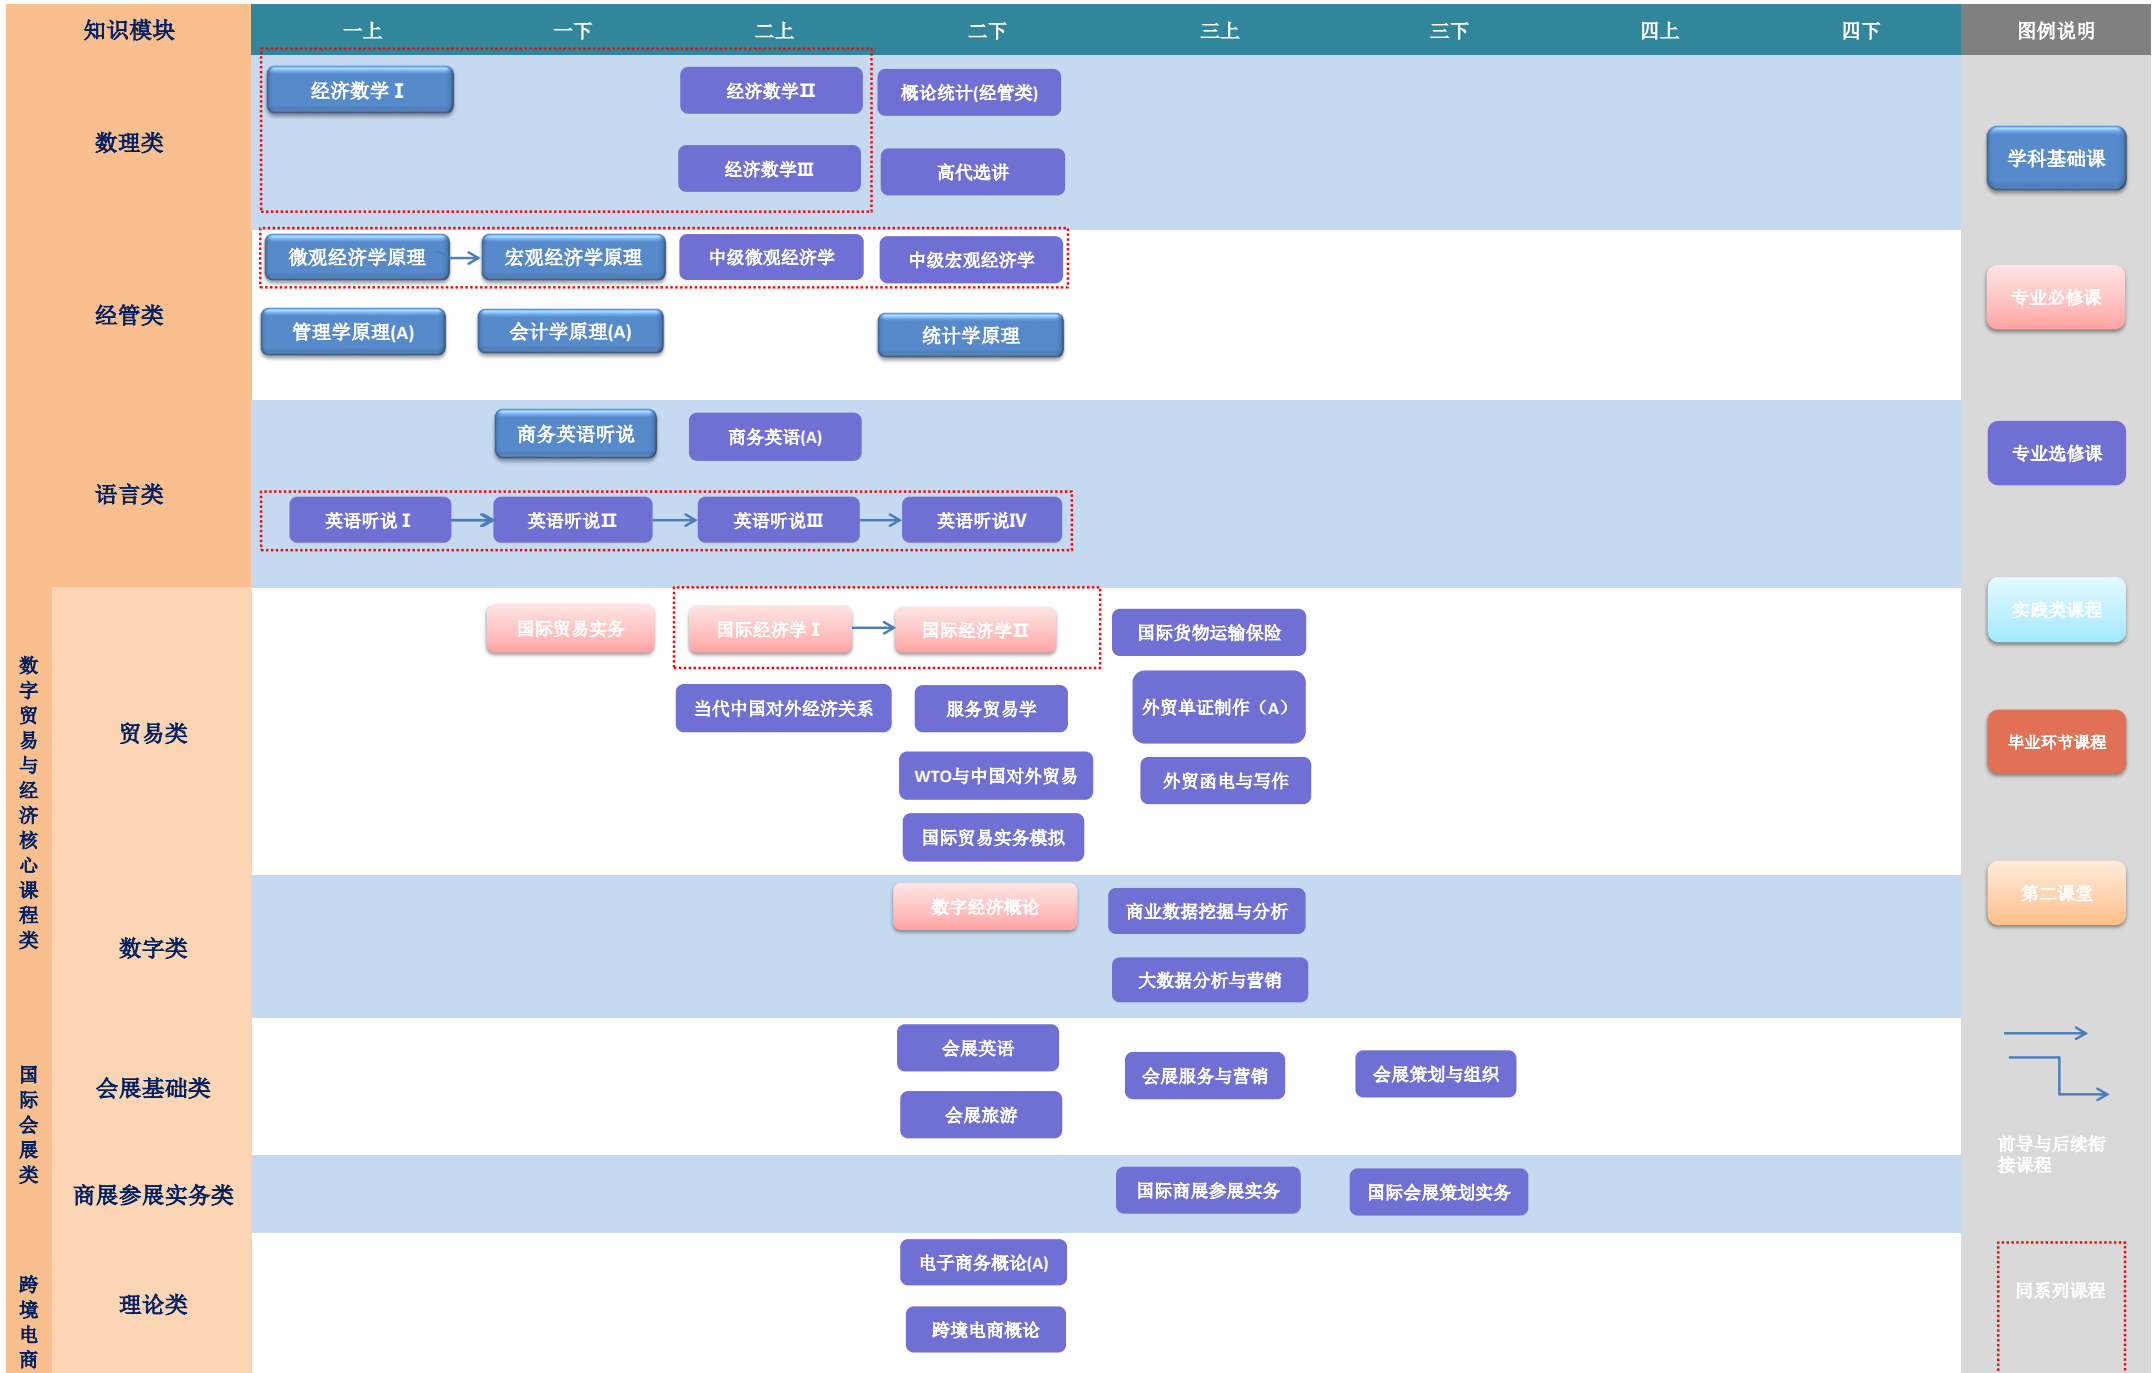 知识模块
一上
一下
二上
二下
三上
三下
四上
四下
图例说明
数理类
经济数学Ⅰ
经济数学Ⅱ
概论统计(经管类)
经济数学Ⅲ
高代选讲
学科基础课
经管类
微观经济学原理
宏观经济学原理
中级微观经济学
中级宏观经济学
管理学原理(A)
会计学原理(A)
统计学原理
专业必修课
语言类
商务英语听说
商务英语(A)
英语听说Ⅰ
英语听说Ⅱ
英语听说Ⅲ
英语听说Ⅳ
专业选修课
数字贸易与经济核心课程类
贸易类
国际贸易实务
国际经济学Ⅰ
国际经济学Ⅱ
国际货物运输保险
当代中国对外经济关系
服务贸易学
外贸单证制作（A）
WTO与中国对外贸易
外贸函电与写作
国际贸易实务模拟
实践类课程
毕业环节课程
数字类
数字经济概论
商业数据挖掘与分析
大数据分析与营销
第二课堂
国际会展类
会展基础类
会展英语
会展服务与营销
会展策划与组织
会展旅游
前导与后续衔
接课程
商展参展实务类
国际商展参展实务
国际会展策划实务
跨境电商
理论类
电子商务概论(A)
跨境电商概论
同系列课程